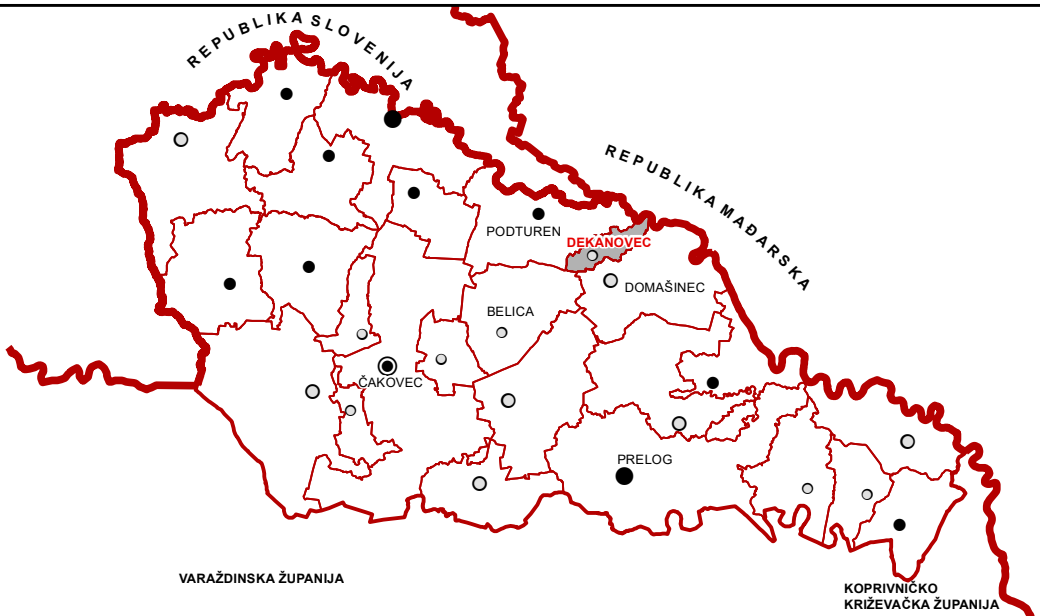 REPUBLIKA SLOVENIJA
REPUBLIKA MAĐARSKA
PODTUREN
DEKANOVEC
DOMAŠINEC
BELICA
ČAKOVEC
PRELOG
VARAŽDINSKA ŽUPANIJA
KOPRIVNIČKO
KRIŽEVAČKA ŽUPANIJA